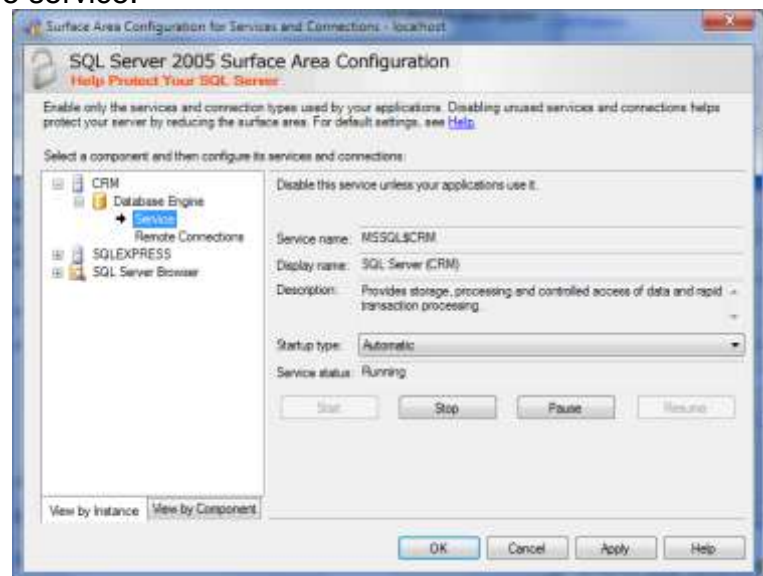 service.
Surface Area Configuration for Services and Connections - localhost
SQL Server 2005 Surface Area Configuration
Help Protect Your SQL Server
Enable only the services and connection types used by your applications. Disabling unused services and connections helps
protect your server by reducing the surface area. For default settings, see Help.
Select a component and then configure its services and connections:
CRM
Database Engine
Service
Remote Connections
SQLEXPRESS
SQL Server Browser
Disable this service unless your applications use it.
Service name: MSSQL$CRM
Display name: SQL Server (CRM)
Description: Provides storage, processing and controlled access of data and rapid
transaction processing.
Startup type: Automatic
Service status: Running
Start Stop Pause Resume
View by Instance View by Component
OK Cancel Apply Help